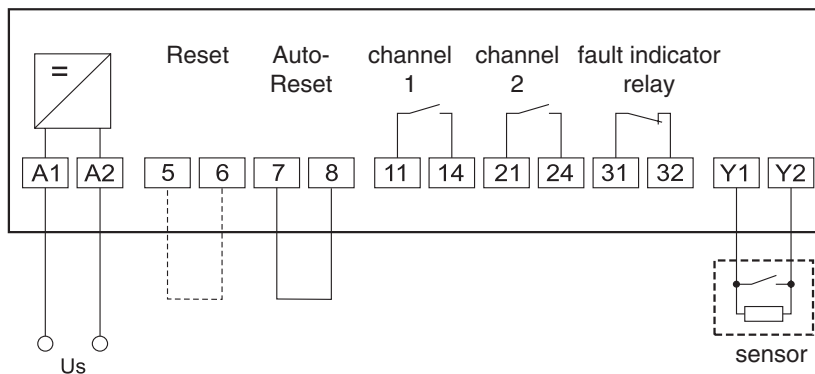 Reset Auto- channel channel fault indicator
Reset 1 2 relay
=
A1 A2 5 6 7 8 11 14 21 24 31 32 Y1 Y2
Us
sensor